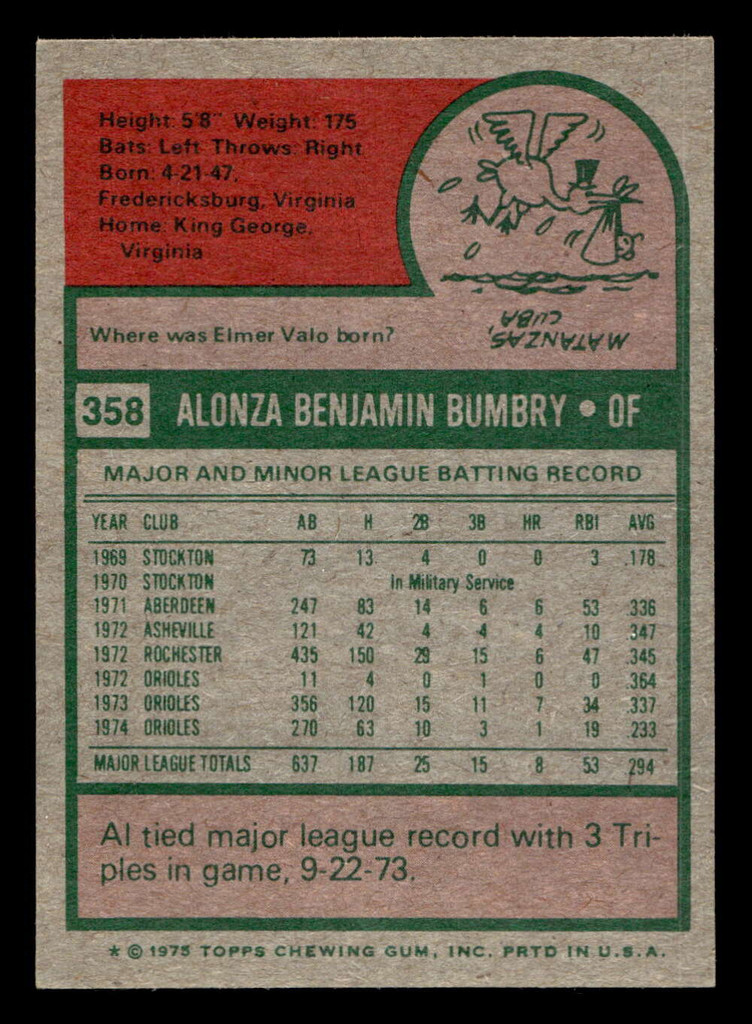 Height: 5'8" Weight: 175
Bats: Left Throws: Right
Born: 4-21-47,
Fredericksburg, Virginia
Home: King George,
Virginia
Where was Elmer Valo born?
MATANZAS,
CUBA
358 ALONZA BENJAMIN BUMBRY • OF
MAJOR AND MINOR LEAGUE BATTING RECORD
YEAR CLUB AB H 2B 3B HR RBI AVG
1969 STOCKTON 73 13 4 0 0 3 .178
1970 STOCKTON In Military Service
1971 ABERDEEN 247 83 14 6 6 53 .336
1972 ASHEVILLE 121 42 4 4 4 10 .347
1972 ROCHESTER 435 150 29 15 6 47 .345
1972 ORIOLES 11 4 0 1 0 0 .364
1973 ORIOLES 356 120 15 11 7 34 .337
1974 ORIOLES 270 63 10 3 1 19 .233
MAJOR LEAGUE TOTALS 637 187 25 15 8 53 .294
Al tied major league record with 3 Tri-
ples in game, 9-22-73.
* © 1975 TOPPS CHEWING GUM, INC. PRTD IN U.S.A.